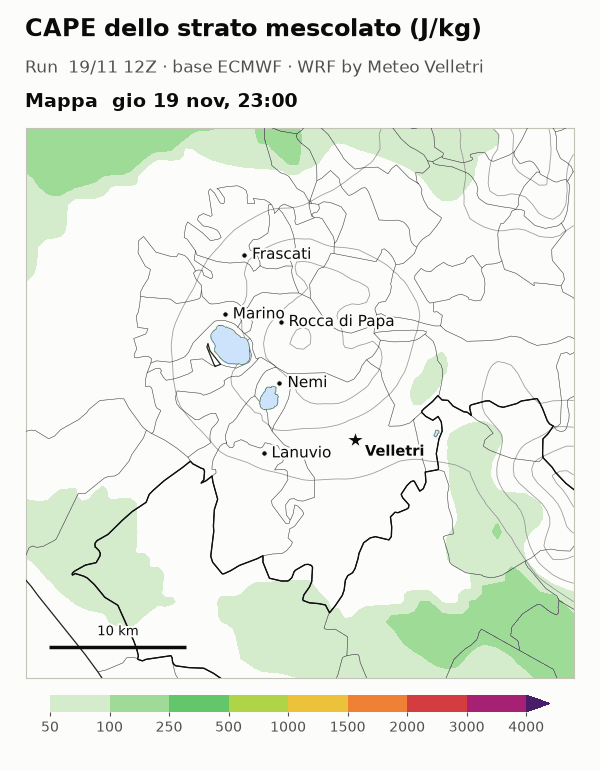 CAPE dello strato mescolato (J/kg)
Run  19/11 12Z · base ECMWF · WRF by Meteo Velletri
Mappa  gio 19 nov, 23:00
Frascati
Marino
Rocca di Papa
Nemi
Velletri
Lanuvio
10 km
50 100 250 500 1000 1500 2000 3000 4000